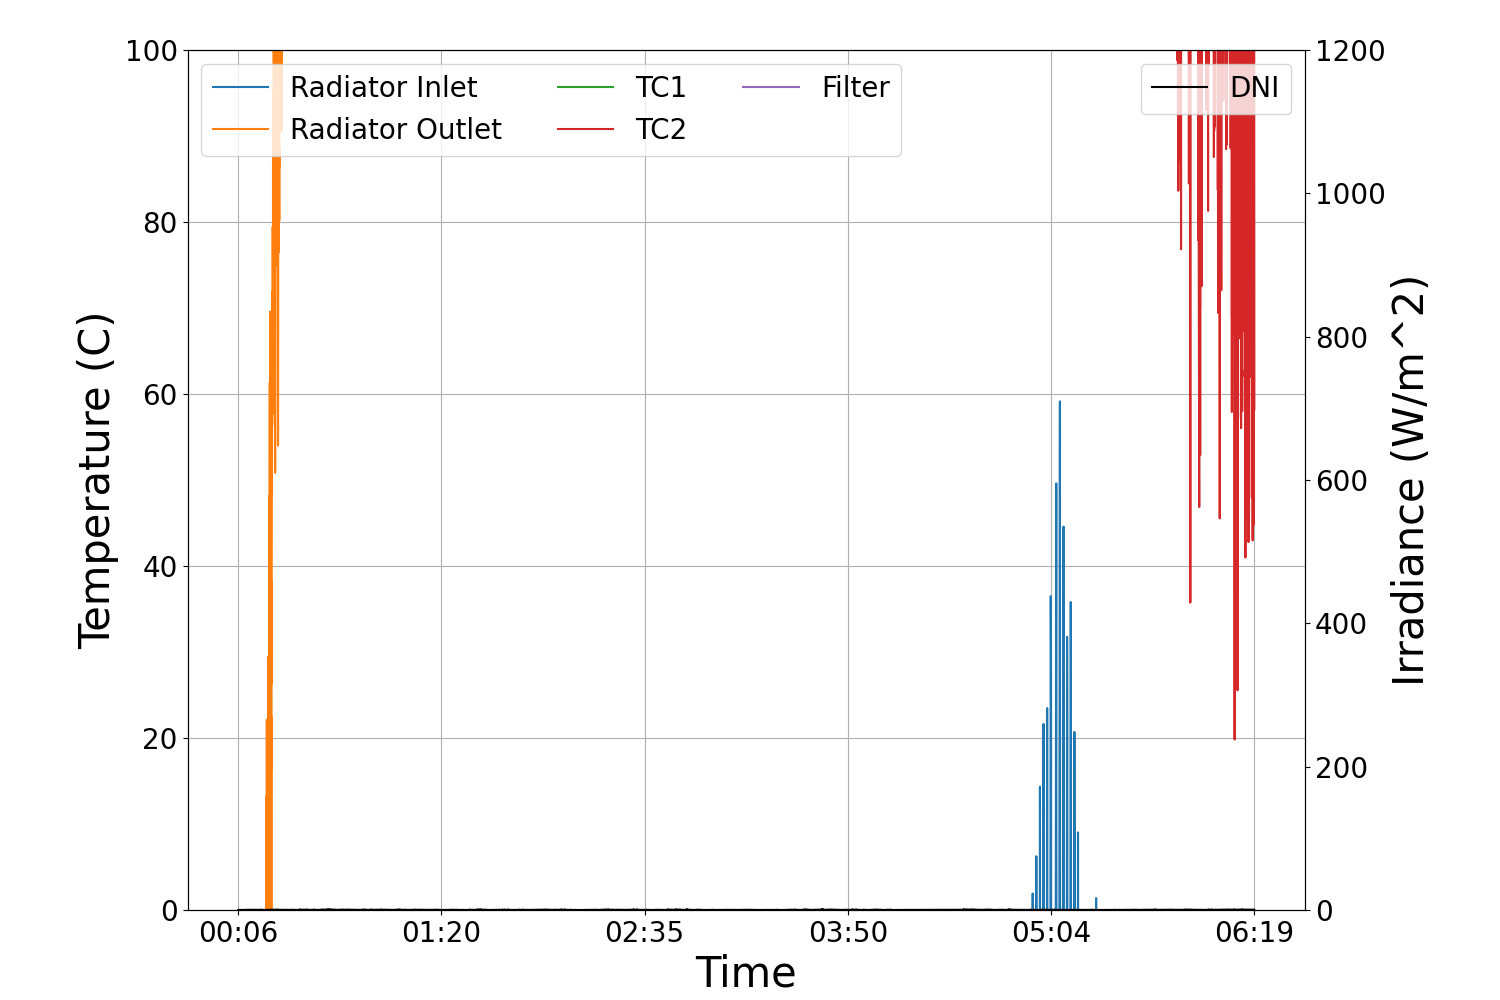 100
80
60
40
20
0
Temperature (C)
Radiator Inlet
Radiator Outlet
TC1
TC2
Filter
DNI
1200
1000
800
600
400
200
0
Irradiance (W/m^2)
00:06 01:20 02:35 03:50 05:04 06:19
Time